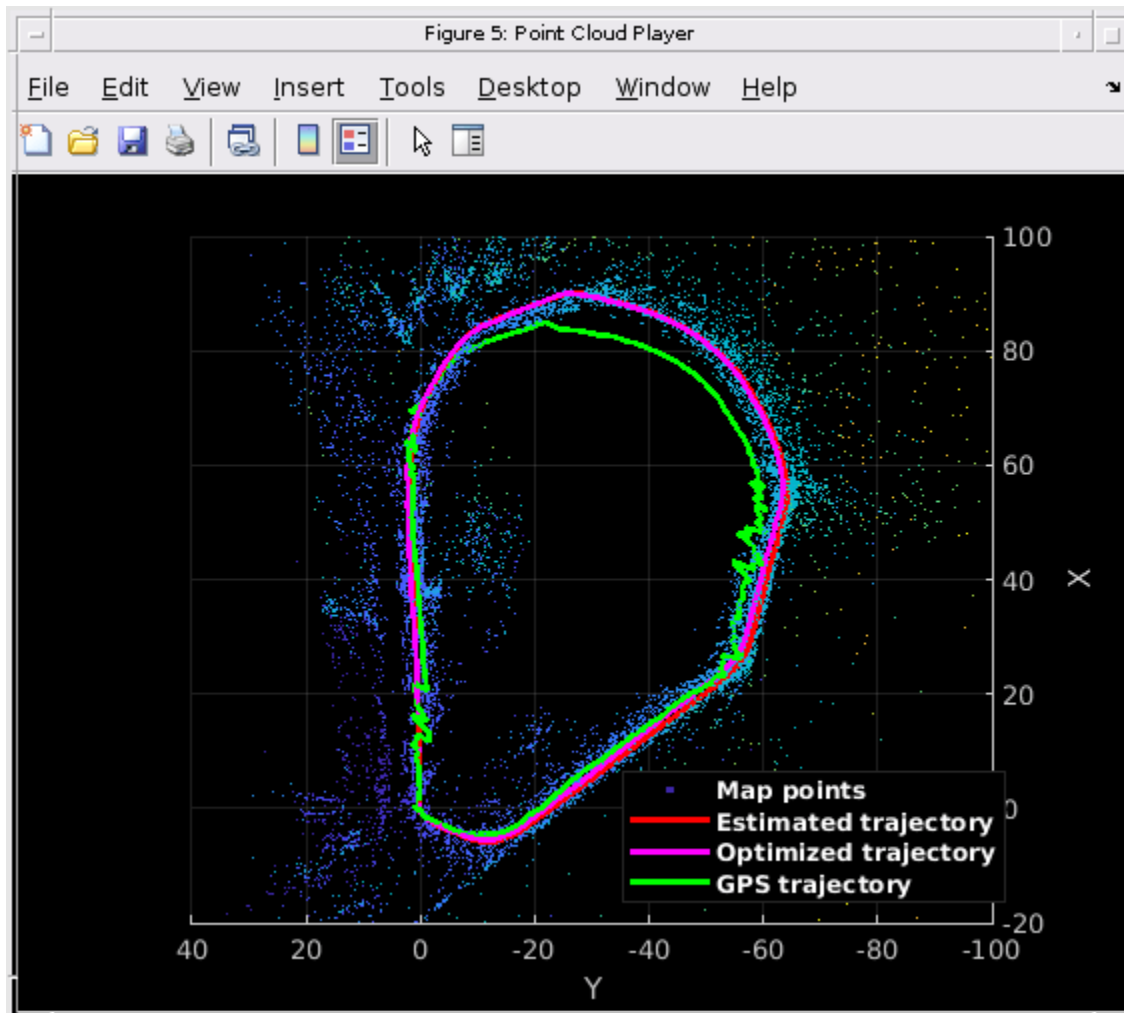 Figure 5: Point Cloud Player
File Edit View Insert Tools Desktop Window Help
100
80
60
40
X
20
0
-20
Map points
Estimated trajectory
Optimized trajectory
GPS trajectory
40 20 0 -20 -40 -60 -80 -100
Y